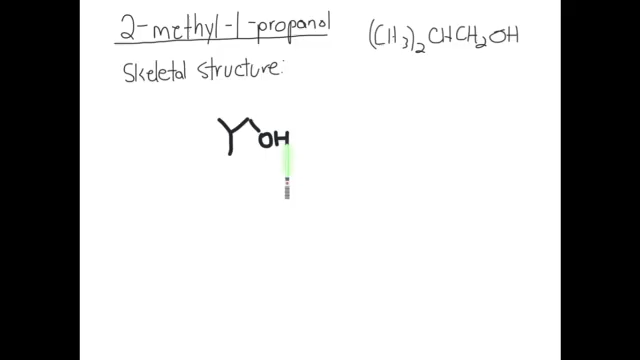 2-methyl-1-propanol
(CH₃)₂CHCH₂OH
Skeletal structure:
OH